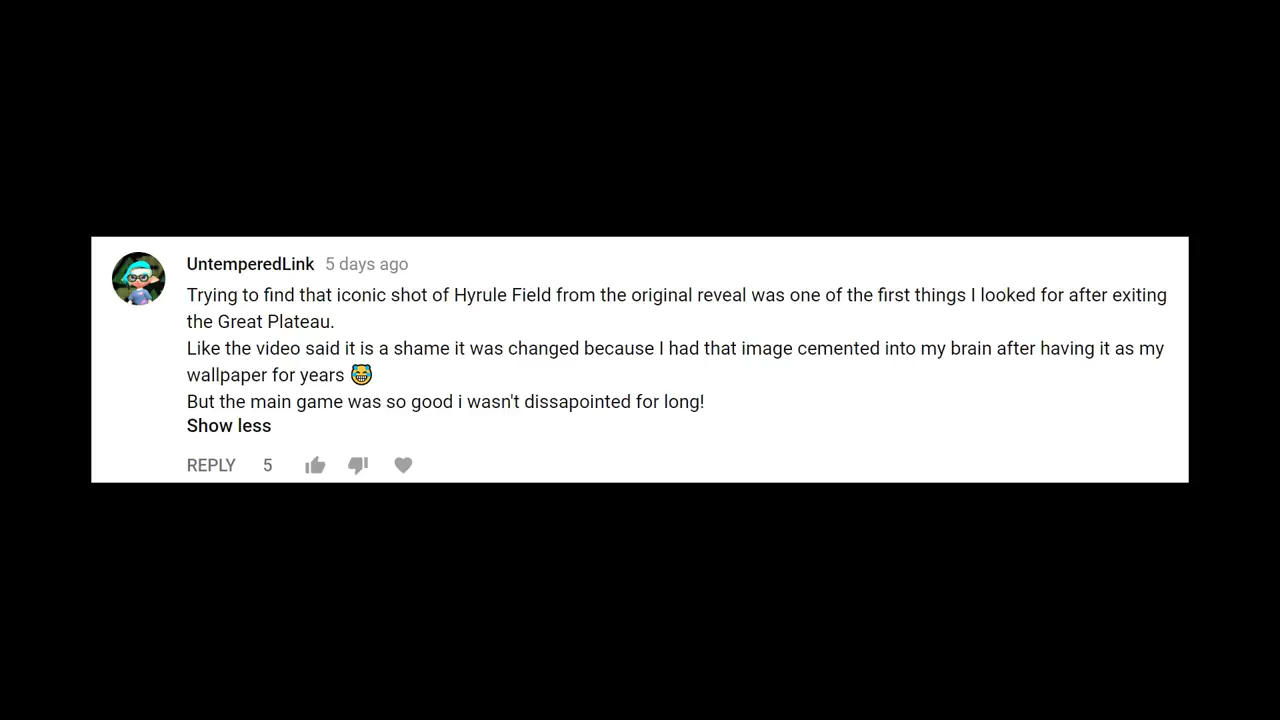 UntemperedLink 5 days ago
Trying to find that iconic shot of Hyrule Field from the original reveal was one of the first things I looked for after exiting
the Great Plateau.
Like the video said it is a shame it was changed because I had that image cemented into my brain after having it as my
wallpaper for years 😹
But the main game was so good i wasn't dissapointed for long!
Show less
REPLY 5